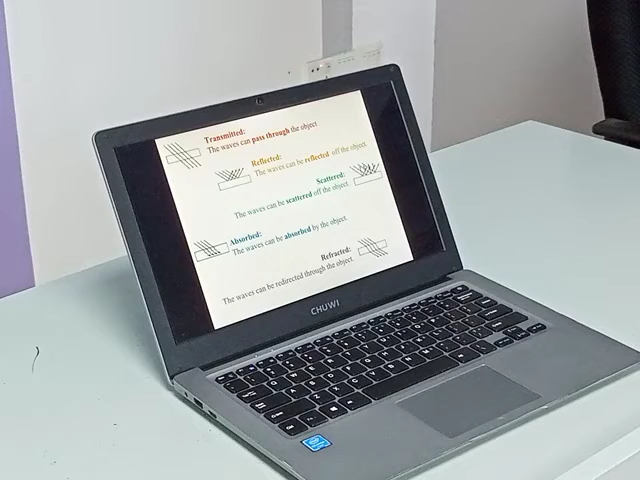 Transmitted:
The waves can pass through the object
Reflected:
The waves can be reflected off the object
Scattered:
The waves can be scattered off the object
Absorbed:
The waves can be absorbed by the object.
Refracted:
The waves can be redirected through the object.
CHUWI